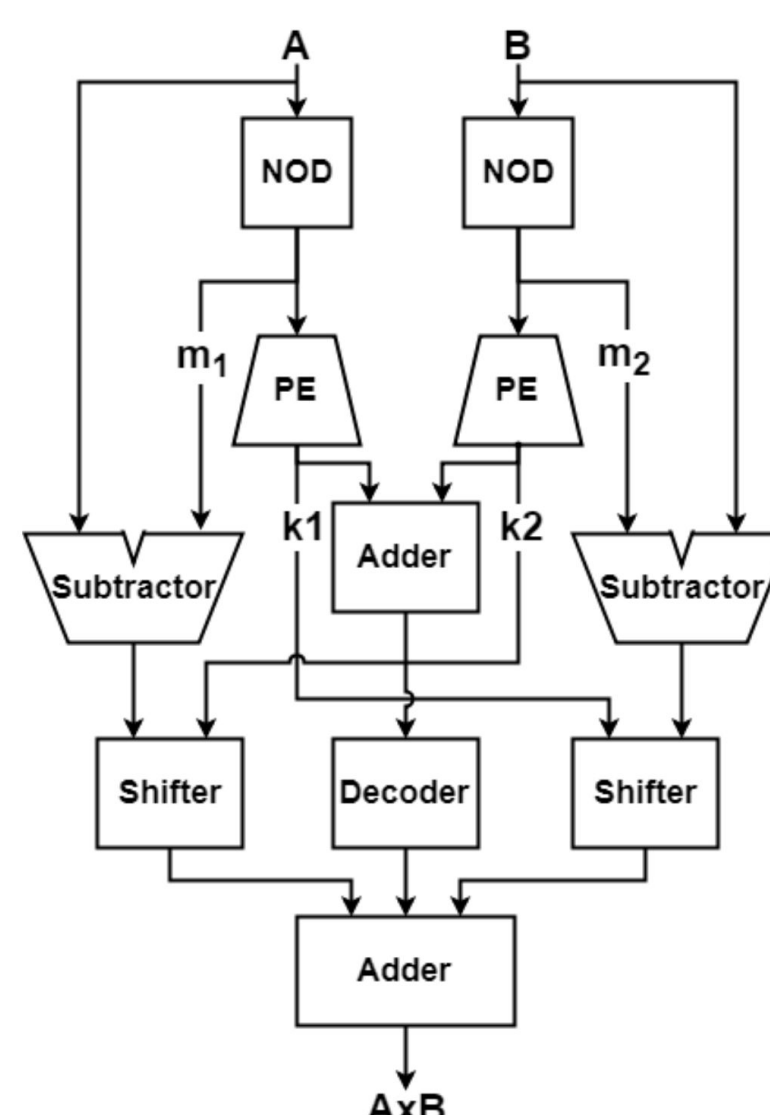 A B
NOD NOD
m1 PE PE m2
k1 Adder k2
Subtractor Subtractor
Shifter Decoder Shifter
Adder
AxB